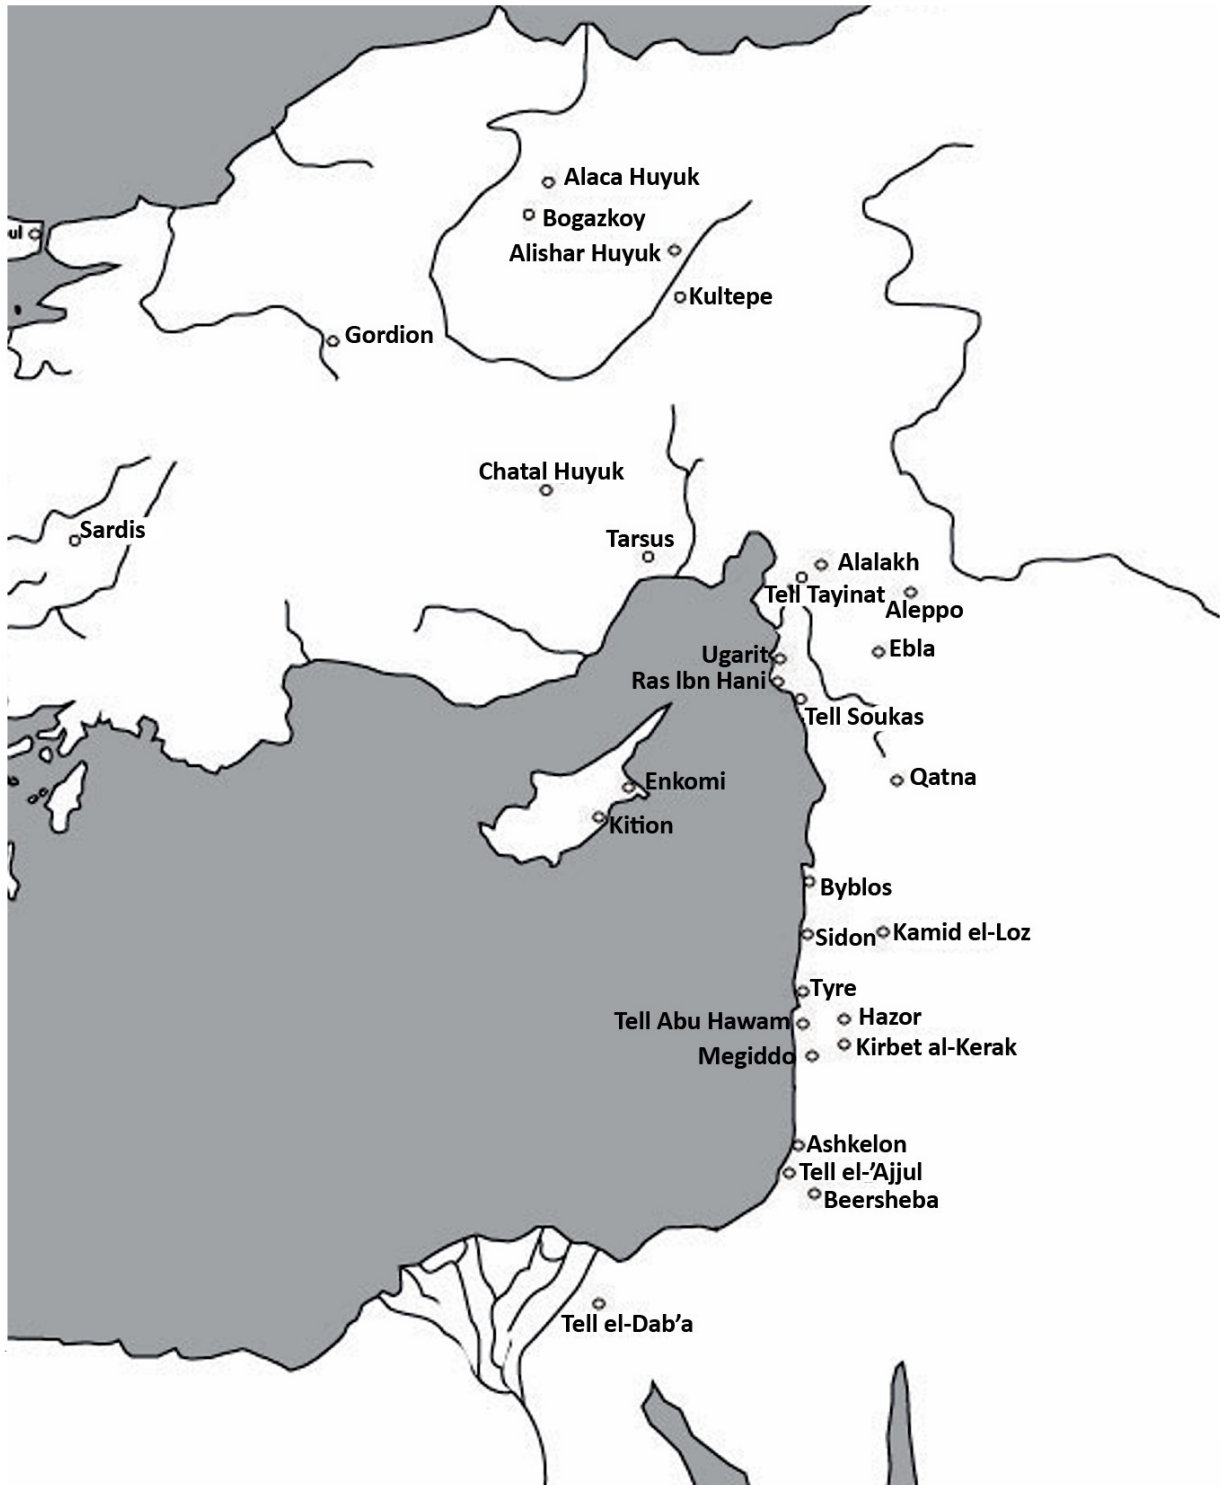 Alaca Huyuk
Bogazkoy
ul
Alishar Huyuk
Kultepe
Gordion
Chatal Huyuk
Sardis
Tarsus
Alalakh
Tell Tayinat
Aleppo
Ebla
Ugarit
Ras Ibn Hani
Tell Soukas
Qatna
Enkomi
Kition
Byblos
Sidon
Kamid el-Loz
Tyre
Hazor
Tell Abu Hawam
Kirbet al-Kerak
Megiddo
Ashkelon
Tell el-’Ajjul
Beersheba
Tell el-Dab’a